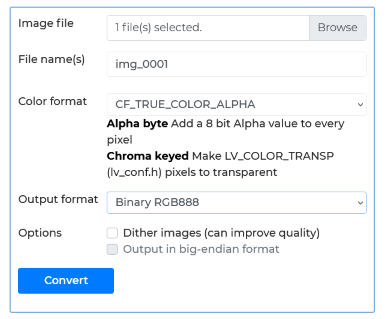 Image file 1 file(s) selected. Browse
File name(s) img_0001
Color format CF_TRUE_COLOR_ALPHA
Alpha byte Add a 8 bit Alpha value to every
pixel
Chroma keyed Make LV_COLOR_TRANSP
(lv_conf.h) pixels to transparent
Output format Binary RGB888
Options Dither images (can improve quality)
Output in big-endian format
Convert